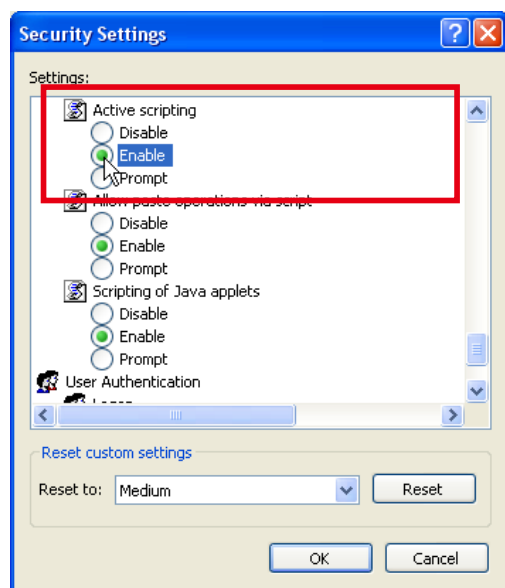 Security Settings
Settings:
Active scripting
Disable
Enable
Prompt
Allow paste operations via script
Disable
Enable
Prompt
Scripting of Java applets
Disable
Enable
Prompt
User Authentication
Logon
Reset custom settings
Reset to: Medium Reset
OK Cancel